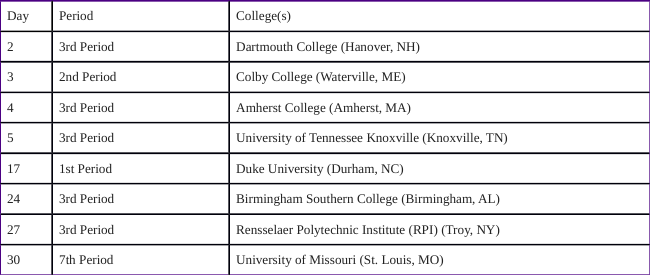 Day Period College(s)
2 3rd Period Dartmouth College (Hanover, NH)
3 2nd Period Colby College (Waterville, ME)
4 3rd Period Amherst College (Amherst, MA)
5 3rd Period University of Tennessee Knoxville (Knoxville, TN)
17 1st Period Duke University (Durham, NC)
24 3rd Period Birmingham Southern College (Birmingham, AL)
27 3rd Period Rensselaer Polytechnic Institute (RPI) (Troy, NY)
30 7th Period University of Missouri (St. Louis, MO)